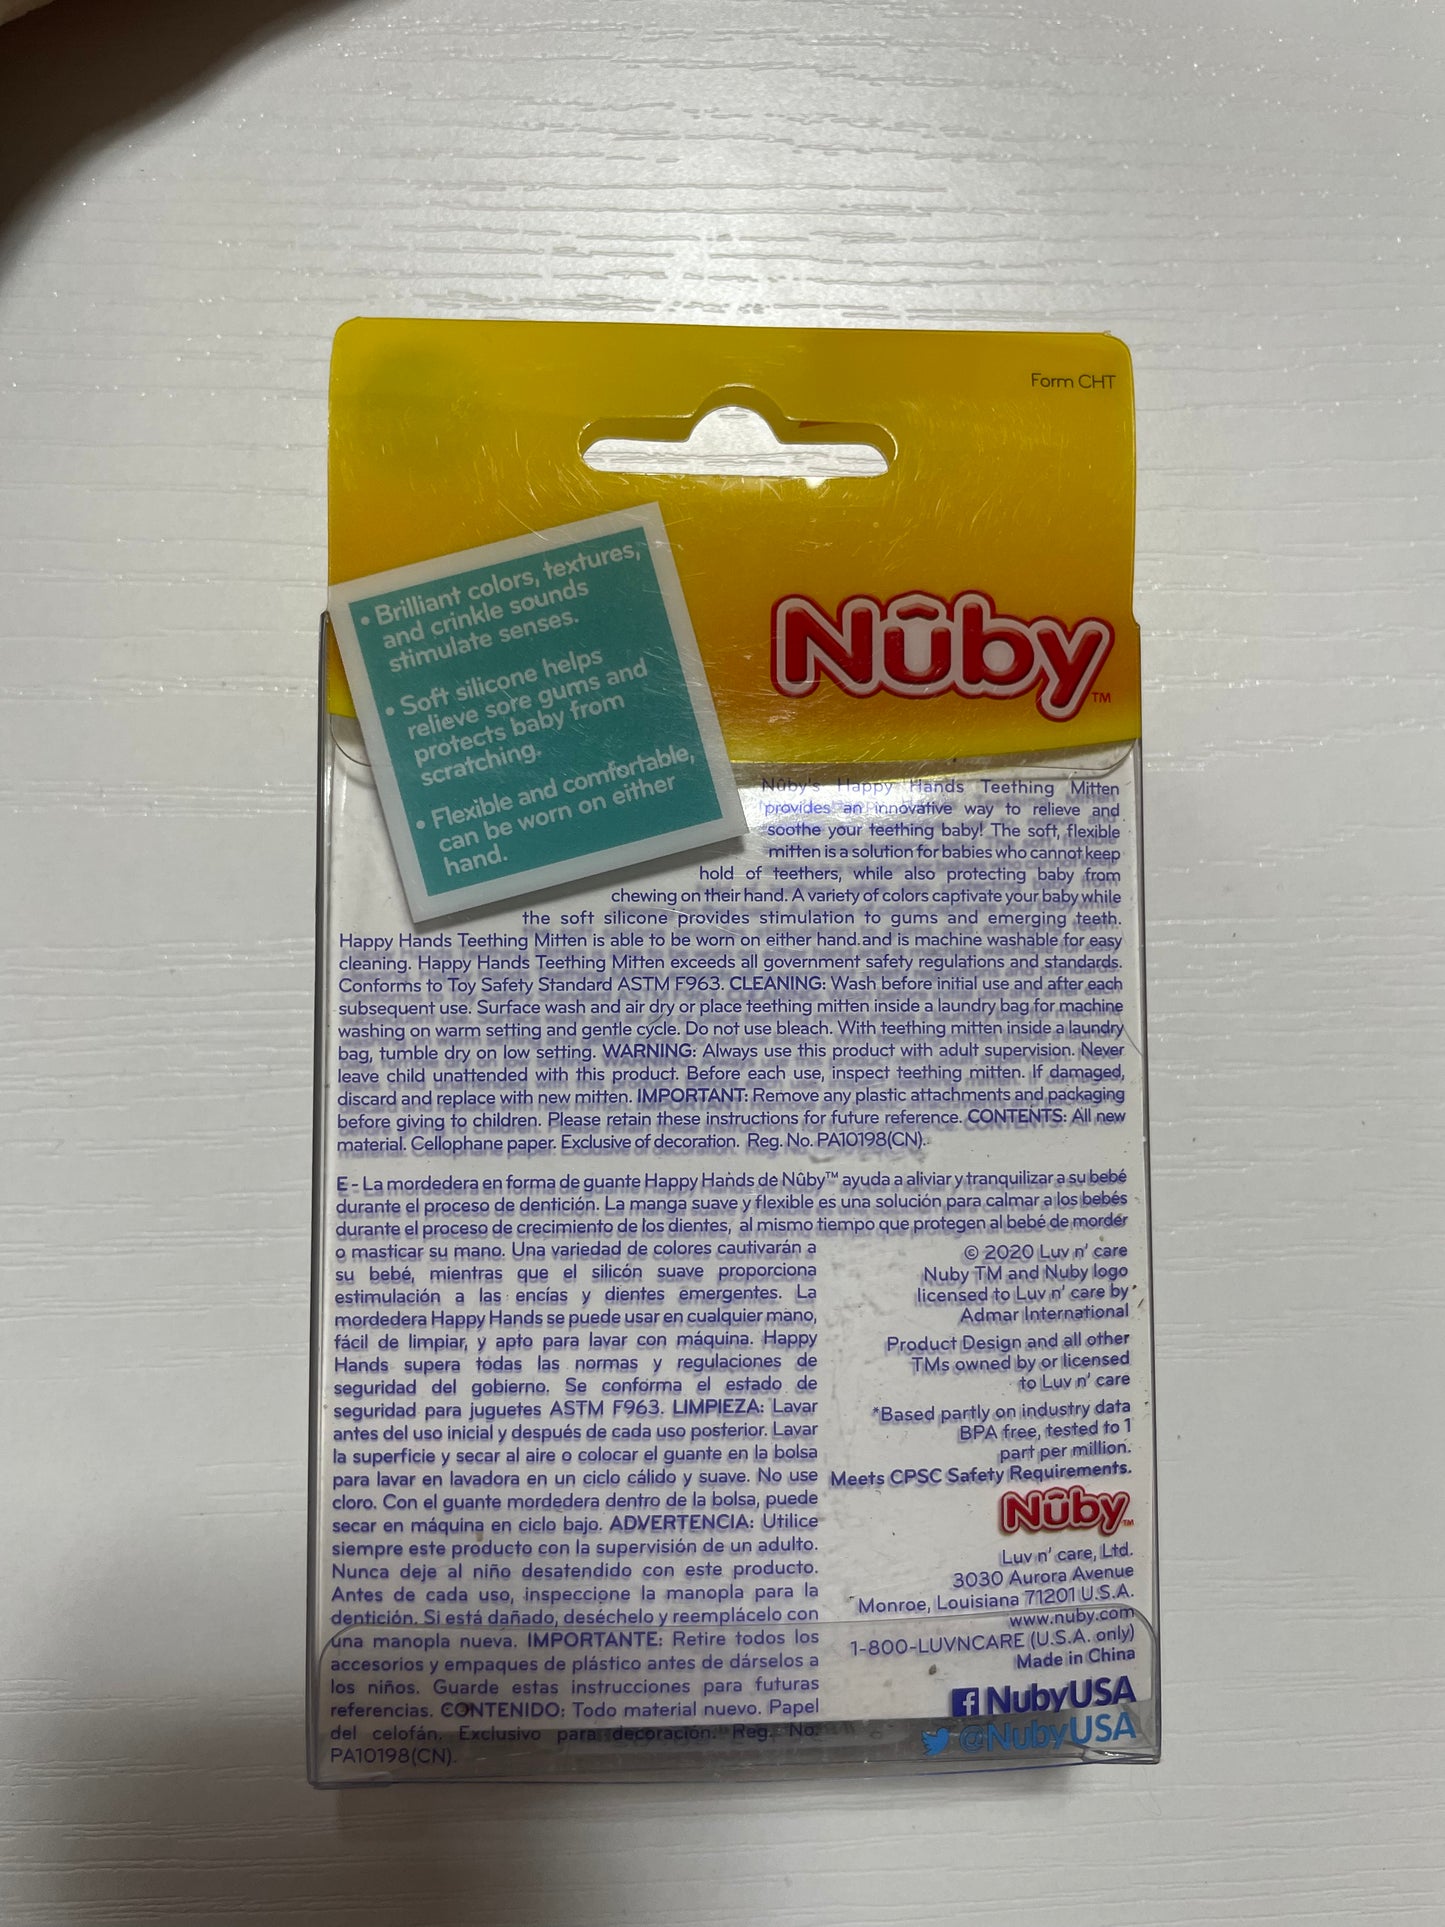 Form CHT
• Brilliant colors, textures,
and crinkle sounds
stimulate senses.
• Soft silicone helps
relieve sore gums and
protects baby from
scratching.
• Flexible and comfortable,
can be worn on either
hand.
Nûby™
Nûby's Happy Hands Teething Mitten
provides an innovative way to relieve and
soothe your teething baby! The soft, flexible
mitten is a solution for babies who cannot keep
hold of teethers, while also protecting baby from
chewing on their hand. A variety of colors captivate your baby while
the soft silicone provides stimulation to gums and emerging teeth.
Happy Hands Teething Mitten is able to be worn on either hand and is machine washable for easy
cleaning. Happy Hands Teething Mitten exceeds all government safety regulations and standards.
Conforms to Toy Safety Standard ASTM F963. CLEANING: Wash before initial use and after each
subsequent use. Surface wash and air dry or place teething mitten inside a laundry bag for machine
washing on warm setting and gentle cycle. Do not use bleach. With teething mitten inside a laundry
bag, tumble dry on low setting. WARNING: Always use this product with adult supervision. Never
leave child unattended with this product. Before each use, inspect teething mitten. If damaged,
discard and replace with new mitten. IMPORTANT: Remove any plastic attachments and packaging
before giving to children. Please retain these instructions for future reference. CONTENTS: All new
material. Cellophane paper. Exclusive of decoration. Reg. No. PA10198(CN).
E - La mordedera en forma de guante Happy Hands de Nûby™ ayuda a aliviar y tranquilizar a su bebé
durante el proceso de dentición. La manga suave y flexible es una solución para calmar a los bebés
durante el proceso de crecimiento de los dientes, al mismo tiempo que protegen al bebé de morder
o masticar su mano. Una variedad de colores cautivarán a
su bebé, mientras que el silicón suave proporciona
estimulación a las encías y dientes emergentes. La
mordedera Happy Hands se puede usar en cualquier mano,
fácil de limpiar, y apto para lavar con máquina. Happy
Hands supera todas las normas y regulaciones de
seguridad del gobierno. Se conforma el estado de
seguridad para juguetes ASTM F963. LIMPIEZA: Lavar
antes del uso inicial y después de cada uso posterior. Lavar
la superficie y secar al aire o colocar el guante en la bolsa
para lavar en lavadora en un ciclo cálido y suave. No use
cloro. Con el guante mordedera dentro de la bolsa, puede
secar en máquina en ciclo bajo. ADVERTENCIA: Utilice
siempre este producto con la supervisión de un adulto.
Nunca deje al niño desatendido con este producto.
Antes de cada uso, inspeccione la manopla para la
dentición. Si está dañado, deséchelo y reemplácelo con
una manopla nueva. IMPORTANTE: Retire todos los
accesorios y empaques de plástico antes de dárselos a
los niños. Guarde estas instrucciones para futuras
referencias. CONTENIDO: Todo material nuevo. Papel
del celofán. Exclusivo para decoración. Reg. No.
PA10198(CN).
© 2020 Luv n' care
Nuby TM and Nuby logo
licensed to Luv n' care by
Admar International
Product Design and all other
TMs owned by or licensed
to Luv n' care
*Based partly on industry data
BPA free, tested to 1
part per million.
Meets CPSC Safety Requirements.
Nûby™
Luv n' care, Ltd.
3030 Aurora Avenue
Monroe, Louisiana 71201 U.S.A.
www.nuby.com
1-800-LUVNCARE (U.S.A. only)
Made in China
NubyUSA
@NubyUSA